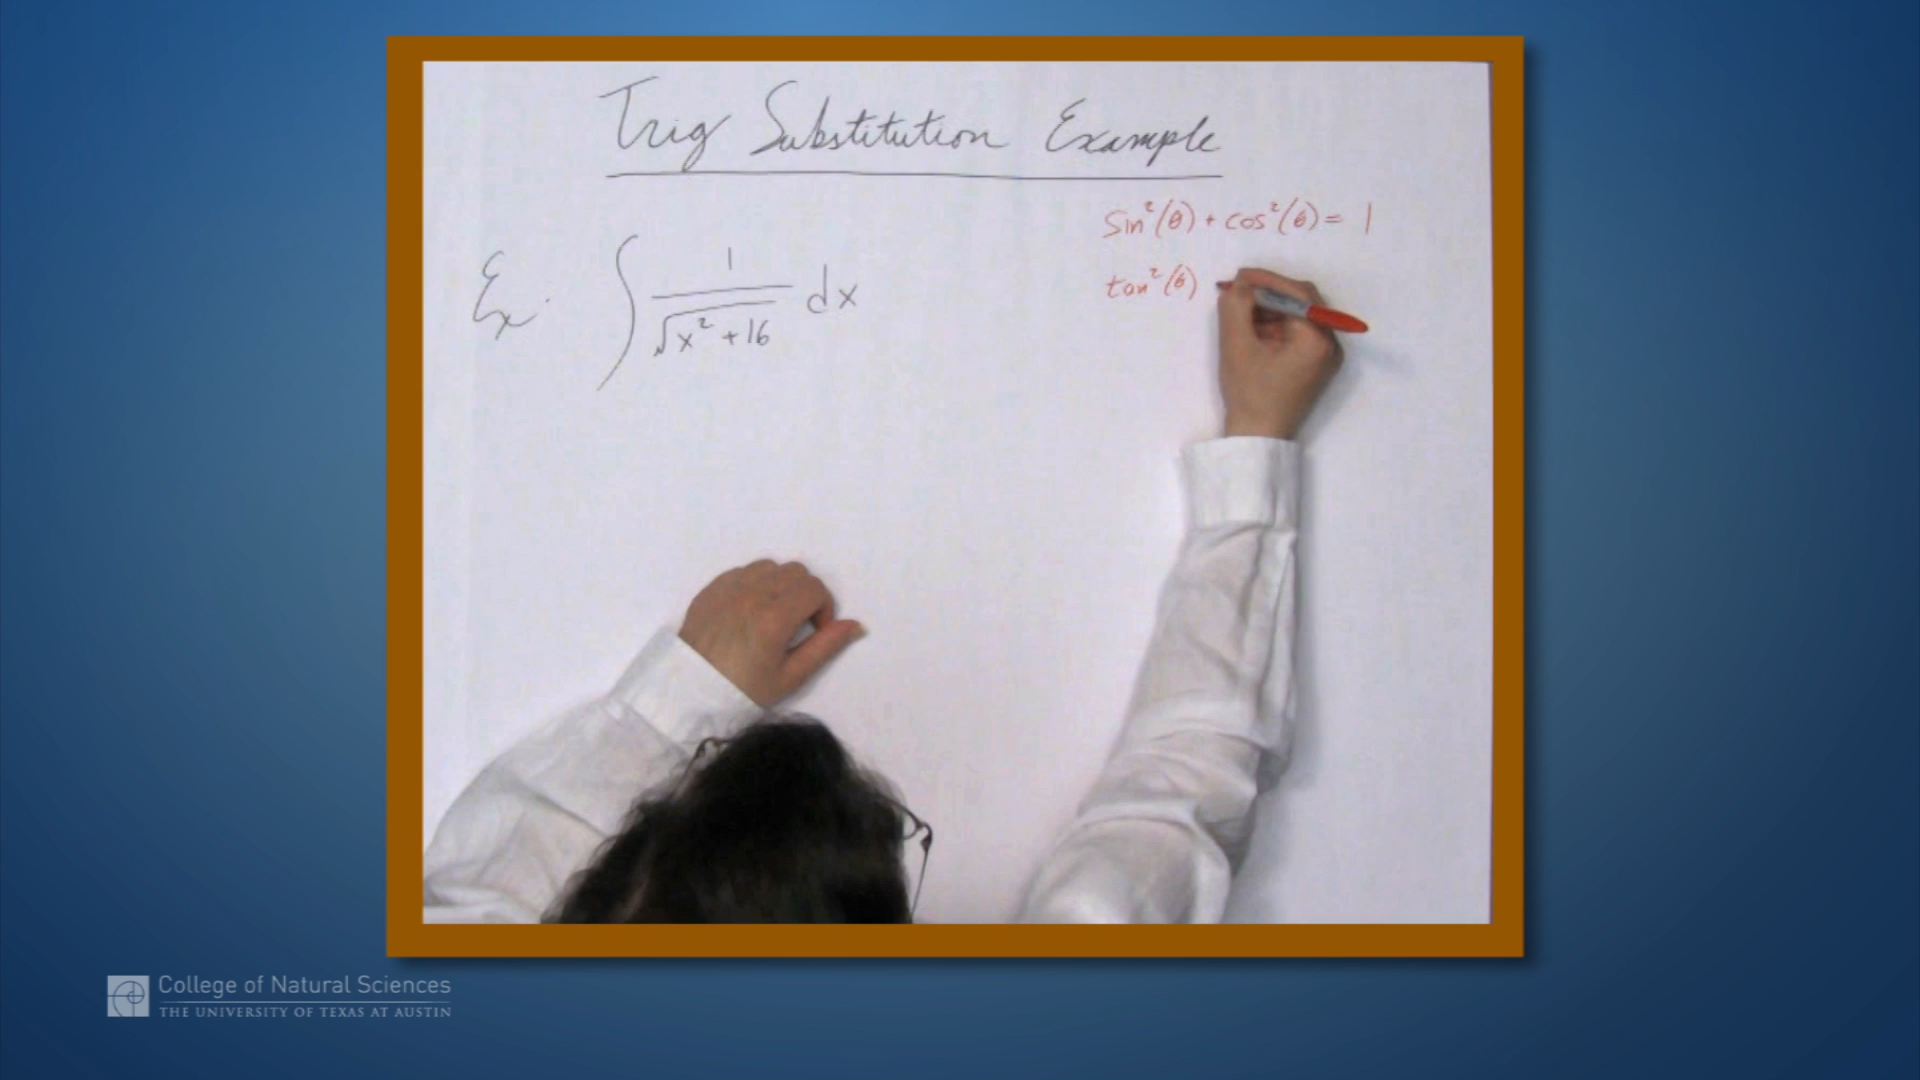 Trig Substitution Example
sin²(θ) + cos²(θ) = 1
tan²(θ)
Ex: ∫ 1/√(x² + 16) dx
College of Natural Sciences
THE UNIVERSITY OF TEXAS AT AUSTIN